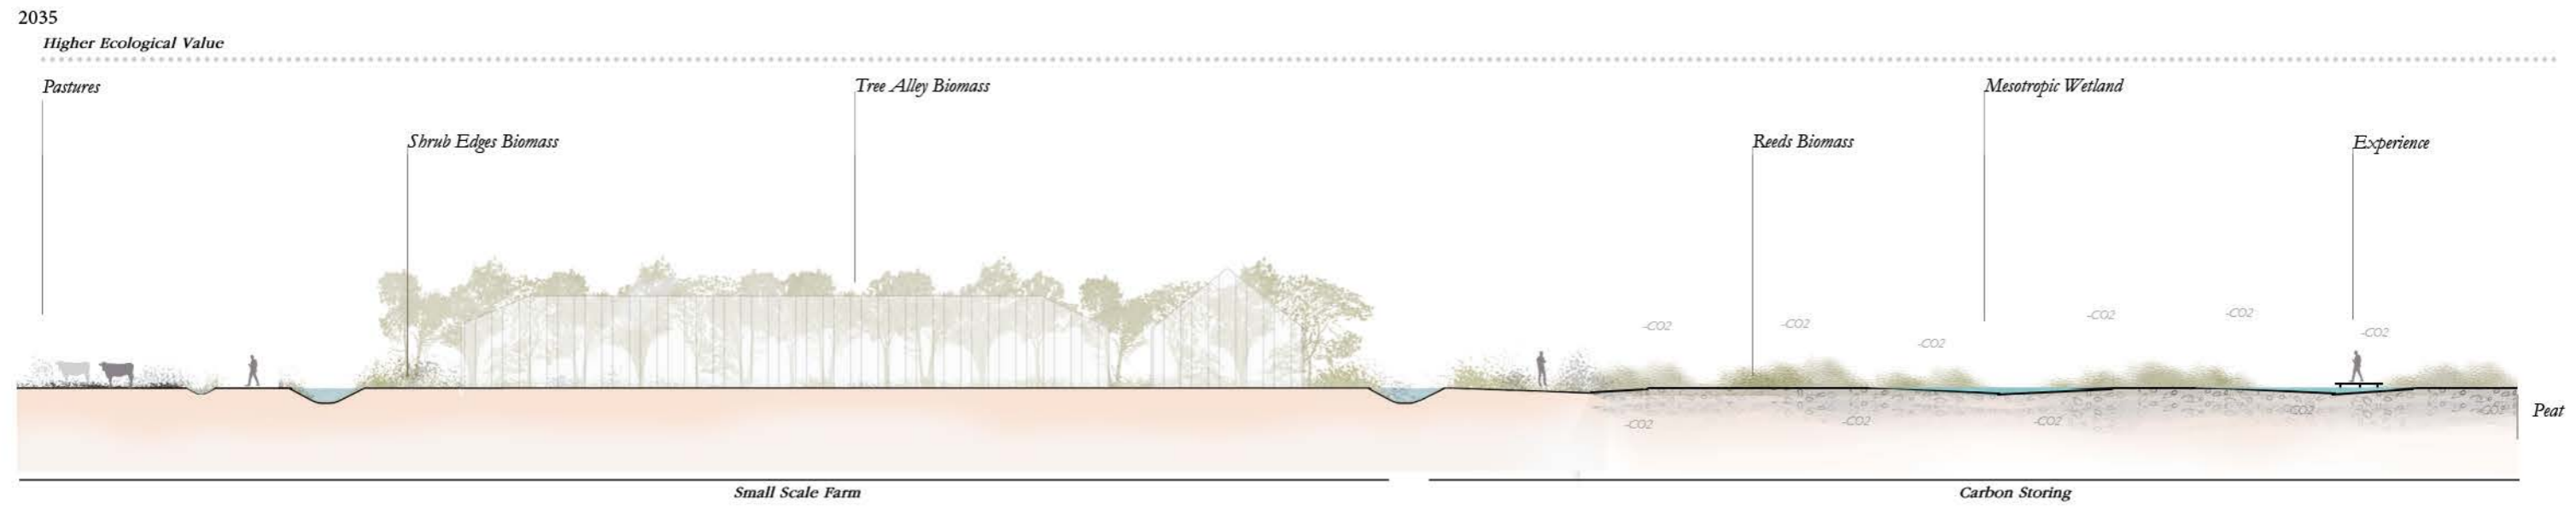 2035
Higher Ecological Value
Pastures
Tree Alley Biomass
Mesotropic Wetland
Shrub Edges Biomass
Reeds Biomass
Experience
-CO2
-CO2
-CO2
-CO2
-CO2
-CO2
-CO2
-CO2
-CO2
-CO2
-CO2
Peat
Small Scale Farm
Carbon Storing